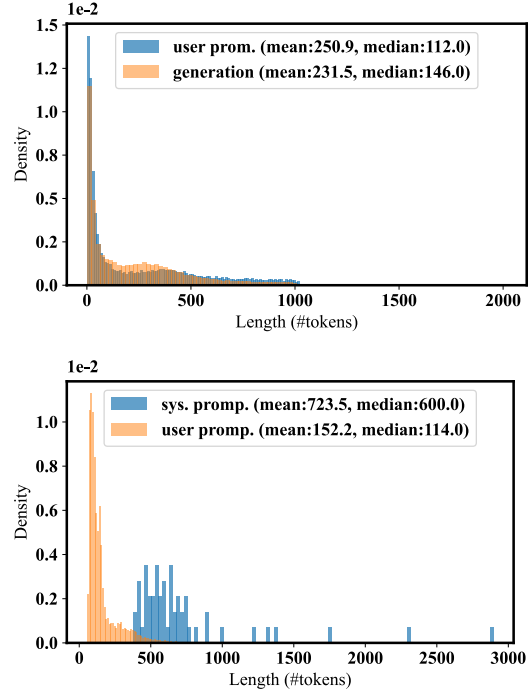 1e-2
1.5
1.2
1.0
0.8
0.5
0.2
0.0
Density
user prom. (mean:250.9, median:112.0)
generation (mean:231.5, median:146.0)
0 500 1000 1500 2000
Length (#tokens)
1e-2
1.0
0.8
0.6
0.4
0.2
0.0
Density
sys. promp. (mean:723.5, median:600.0)
user promp. (mean:152.2, median:114.0)
0 500 1000 1500 2000 2500 3000
Length (#tokens)